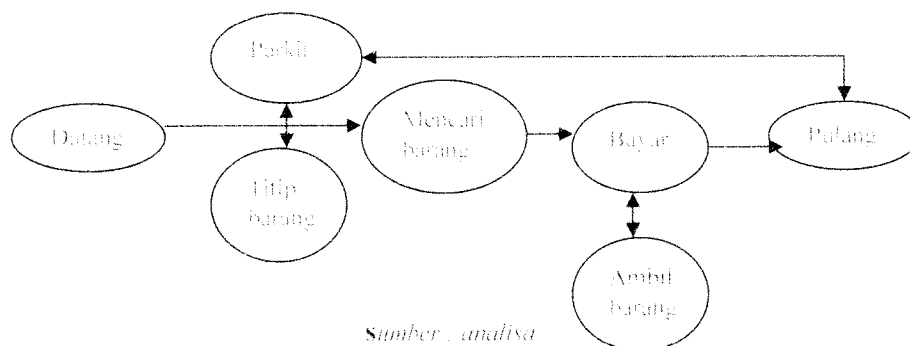 Parkir
Datang
Mencari
barang
Bayar
Pulang
Titip
barang
Ambil
barang
Sumber : analisa